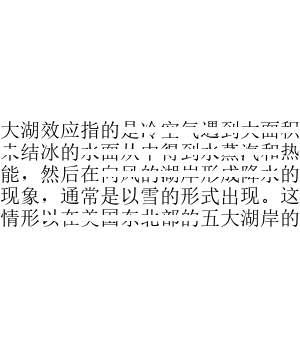 大湖效应指的是冷空气遇到大面积
未结冰的水面从中得到水蒸汽和热
能，然后在向风的湖岸形成降水的
现象，通常是以雪的形式出现。这
情形以在美国东北部的五大湖岸的